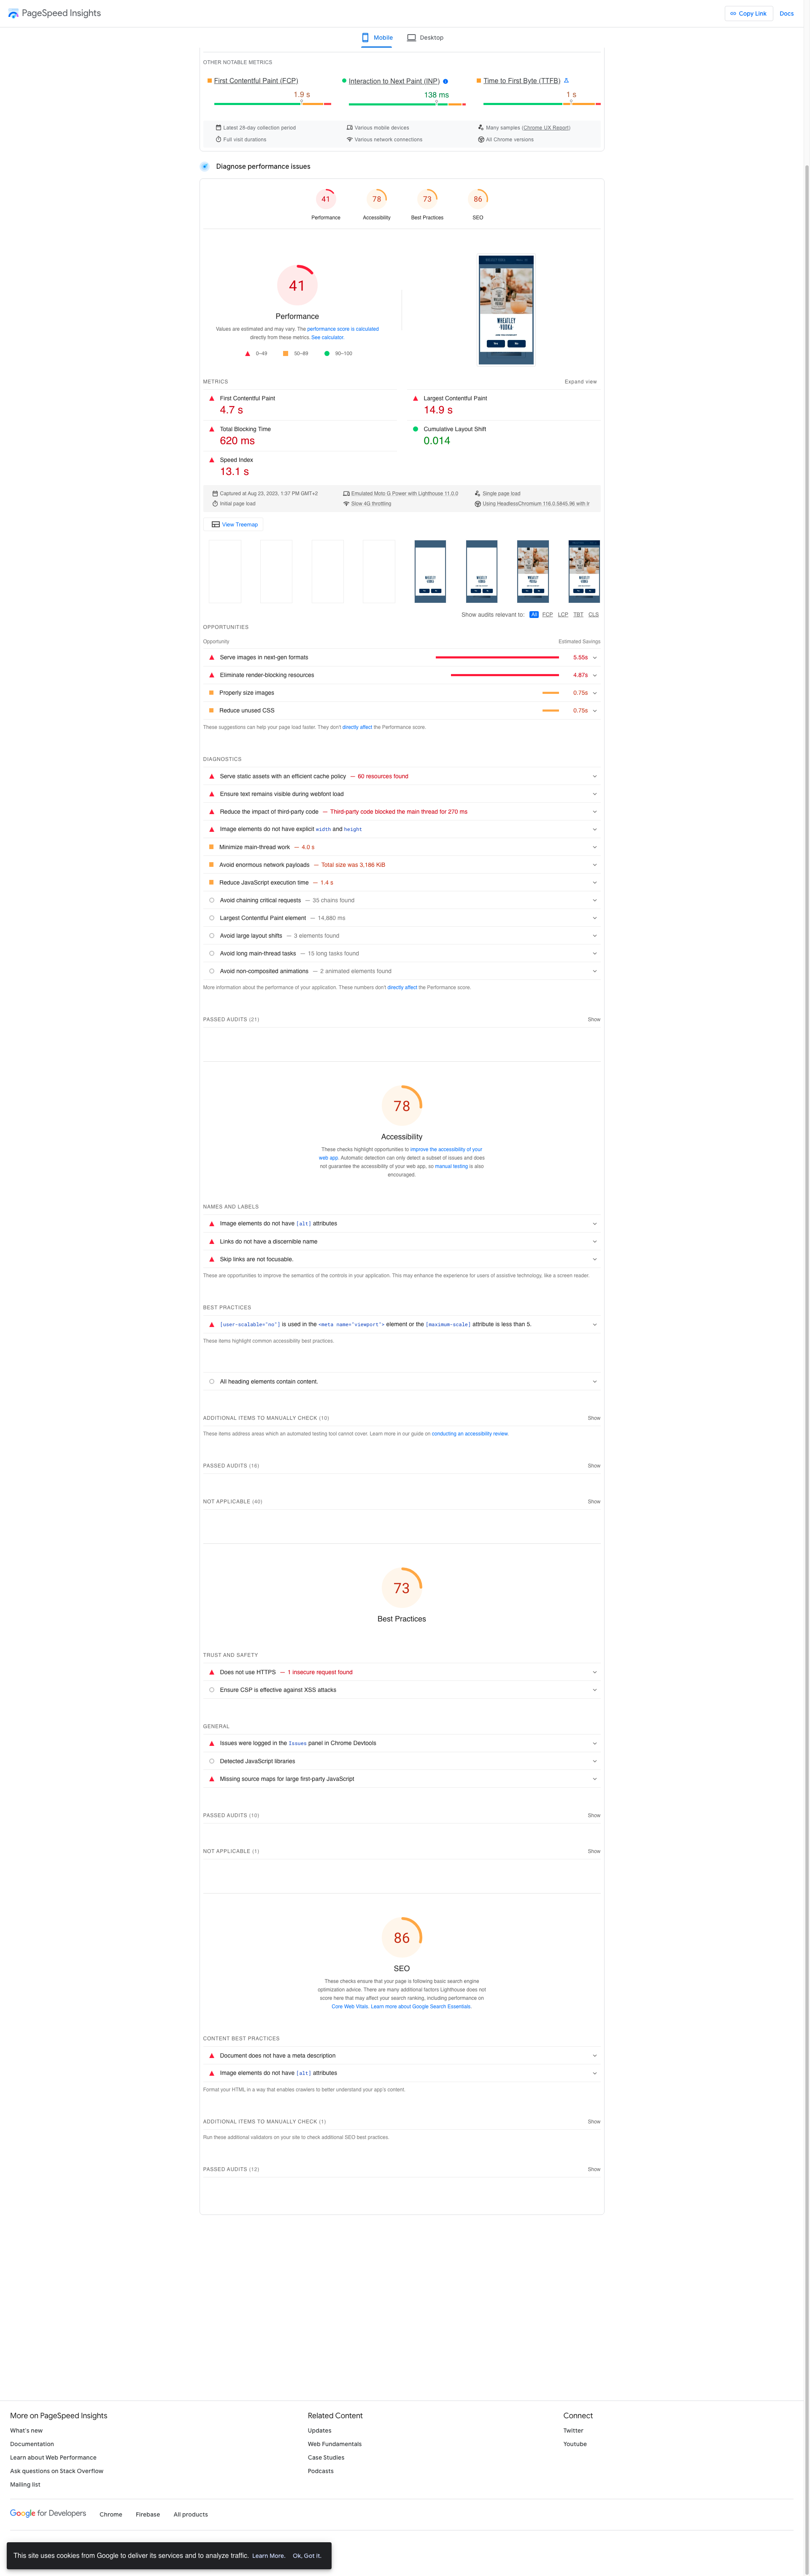 PageSpeed Insights
Copy Link
Docs
Mobile
Desktop
OTHER NOTABLE METRICS
First Contentful Paint (FCP)
1.9 s
Interaction to Next Paint (INP)
138 ms
Time to First Byte (TTFB)
1 s
Latest 28-day collection period
Various mobile devices
Many samples (Chrome UX Report)
Full visit durations
Various network connections
All Chrome versions
Diagnose performance issues
41
78
73
86
Performance
Accessibility
Best Practices
SEO
41
Performance
Values are estimated and may vary. The performance score is calculated
directly from these metrics. See calculator.
0–49
50–89
90–100
WHEATLEY
VODKA
METRICS
Expand view
First Contentful Paint
4.7 s
Largest Contentful Paint
14.9 s
Total Blocking Time
620 ms
Cumulative Layout Shift
0.014
Speed Index
13.1 s
Captured at Aug 23, 2023, 1:37 PM GMT+2
Emulated Moto G Power with Lighthouse 11.0.0
Single page load
Initial page load
Slow 4G throttling
Using HeadlessChromium 116.0.5845.96 with lr
View Treemap
Show audits relevant to:
All
FCP
LCP
TBT
CLS
OPPORTUNITIES
Opportunity
Estimated Savings
Serve images in next-gen formats
5.55s
Eliminate render-blocking resources
4.87s
Properly size images
0.75s
Reduce unused CSS
0.75s
These suggestions can help your page load faster. They don't directly affect the Performance score.
DIAGNOSTICS
Serve static assets with an efficient cache policy — 60 resources found
Ensure text remains visible during webfont load
Reduce the impact of third-party code — Third-party code blocked the main thread for 270 ms
Image elements do not have explicit width and height
Minimize main-thread work — 4.0 s
Avoid enormous network payloads — Total size was 3,186 KiB
Reduce JavaScript execution time — 1.4 s
Avoid chaining critical requests — 35 chains found
Largest Contentful Paint element — 14,880 ms
Avoid large layout shifts — 3 elements found
Avoid long main-thread tasks — 15 long tasks found
Avoid non-composited animations — 2 animated elements found
More information about the performance of your application. These numbers don't directly affect the Performance score.
PASSED AUDITS (21)
Show
78
Accessibility
These checks highlight opportunities to improve the accessibility of your
web app. Automatic detection can only detect a subset of issues and does
not guarantee the accessibility of your web app, so manual testing is also
encouraged.
NAMES AND LABELS
Image elements do not have [alt] attributes
Links do not have a discernible name
Skip links are not focusable.
These are opportunities to improve the semantics of the controls in your application. This may enhance the experience for users of assistive technology, like a screen reader.
BEST PRACTICES
[user-scalable="no"] is used in the <meta name="viewport"> element or the [maximum-scale] attribute is less than 5.
These items highlight common accessibility best practices.
All heading elements contain content.
ADDITIONAL ITEMS TO MANUALLY CHECK (10)
Show
These items address areas which an automated testing tool cannot cover. Learn more in our guide on conducting an accessibility review.
PASSED AUDITS (16)
Show
NOT APPLICABLE (40)
Show
73
Best Practices
TRUST AND SAFETY
Does not use HTTPS — 1 insecure request found
Ensure CSP is effective against XSS attacks
GENERAL
Issues were logged in the Issues panel in Chrome Devtools
Detected JavaScript libraries
Missing source maps for large first-party JavaScript
PASSED AUDITS (10)
Show
NOT APPLICABLE (1)
Show
86
SEO
These checks ensure that your page is following basic search engine
optimization advice. There are many additional factors Lighthouse does not
score here that may affect your search ranking, including performance on
Core Web Vitals. Learn more about Google Search Essentials.
CONTENT BEST PRACTICES
Document does not have a meta description
Image elements do not have [alt] attributes
Format your HTML in a way that enables crawlers to better understand your app's content.
ADDITIONAL ITEMS TO MANUALLY CHECK (1)
Show
Run these additional validators on your site to check additional SEO best practices.
PASSED AUDITS (12)
Show
More on PageSpeed Insights
What's new
Documentation
Learn about Web Performance
Ask questions on Stack Overflow
Mailing list
Related Content
Updates
Web Fundamentals
Case Studies
Podcasts
Connect
Twitter
Youtube
Google for Developers
Chrome
Firebase
All products
This site uses cookies from Google to deliver its services and to analyze traffic. Learn More. Ok, Got it.